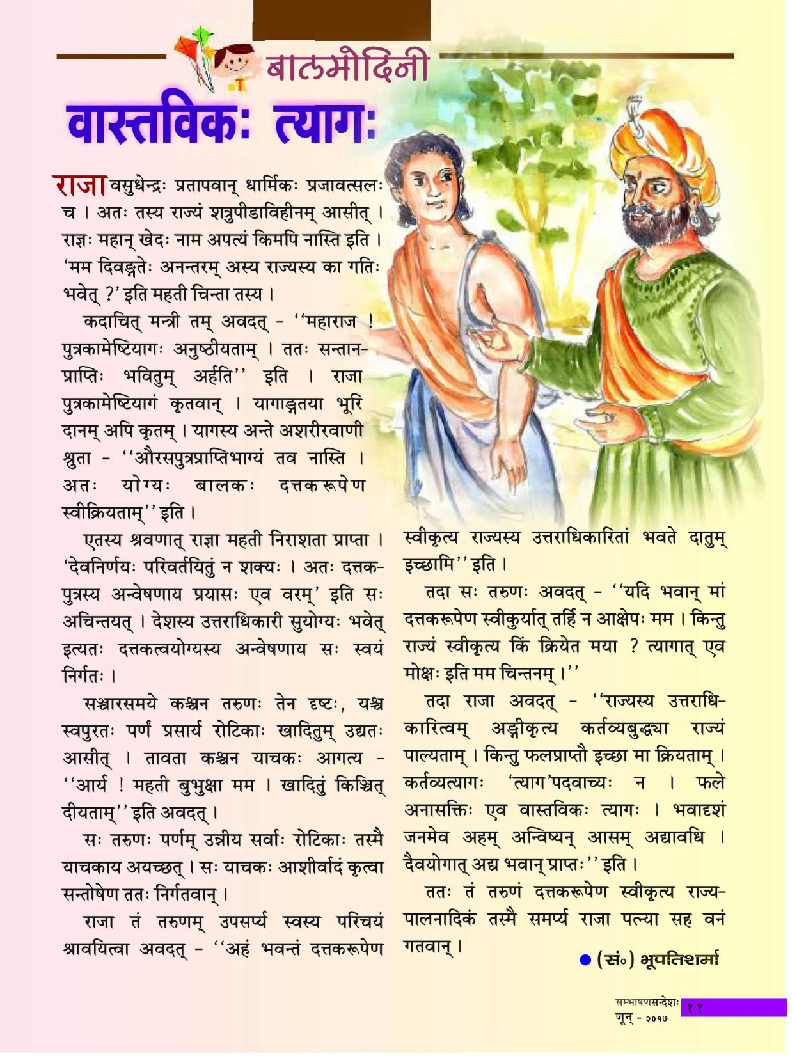 बालमोदिनी
वास्तविकः त्यागः
राजा वसुधेन्द्रः प्रतापवान् धार्मिकः प्रजावत्सलः
च । अतः तस्य राज्यं शत्रुपीडाविहीनम् आसीत् ।
राज्ञः महान् खेदः नाम अपत्यं किमपि नास्ति इति ।
‘मम दिवङ्गतेः अनन्तरम् अस्य राज्यस्य का गतिः
भवेत् ?’ इति महती चिन्ता तस्य ।
कदाचित् मन्त्री तम् अवदत् – ‘‘महाराज !
पुत्रकामेष्टियागः अनुष्ठीयताम् । ततः सन्तान-
प्राप्तिः भवितुम् अर्हति’’ इति । राजा
पुत्रकामेष्टियागं कृतवान् । यागाङ्गतया भूरि
दानम् अपि कृतम् । यागस्य अन्ते अशरीरवाणी
श्रुता – ‘‘औरसपुत्रप्राप्तिभाग्यं तव नास्ति ।
अतः योग्यः बालकः दत्तकरूपेण
स्वीक्रियताम्’’ इति ।
एतस्य श्रवणात् राज्ञा महती निराशता प्राप्ता ।
‘देवनिर्णयः परिवर्तयितुं न शक्यः । अतः दत्तक-
पुत्रस्य अन्वेषणाय प्रयासः एव वरम्’ इति सः
अचिन्तयत् । देशस्य उत्तराधिकारी सुयोग्यः भवेत्
इत्यतः दत्तकत्वयोग्यस्य अन्वेषणाय सः स्वयं
निर्गतः ।
सञ्चारसमये कश्चन तरुणः तेन दृष्टः, यश्च
स्वपुरतः पर्णं प्रसार्य रोटिकाः खादितुम् उद्यतः
आसीत् । तावता कश्चन याचकः आगत्य –
‘‘आर्य ! महती बुभुक्षा मम । खादितुं किञ्चित्
दीयताम्’’ इति अवदत् ।
सः तरुणः पर्णम् उन्नीय सर्वाः रोटिकाः तस्मै
याचकाय अयच्छत् । सः याचकः आशीर्वादं कृत्वा
सन्तोषेण ततः निर्गतवान् ।
राजा तं तरुणम् उपसर्प्य स्वस्य परिचयं
श्रावयित्वा अवदत् – ‘‘अहं भवन्तं दत्तकरूपेण
स्वीकृत्य राज्यस्य उत्तराधिकारितां भवते दातुम्
इच्छामि’’ इति ।
तदा सः तरुणः अवदत् – ‘‘यदि भवान् मां
दत्तकरूपेण स्वीकुर्यात् तर्हि न आक्षेपः मम । किन्तु
राज्यं स्वीकृत्य किं क्रियेत मया ? त्यागात् एव
मोक्षः इति मम चिन्तनम् ।’’
तदा राजा अवदत् – ‘‘राज्यस्य उत्तराधि-
कारित्वम् अङ्गीकृत्य कर्तव्यबुद्ध्या राज्यं
पाल्यताम् । किन्तु फलप्राप्तौ इच्छा मा क्रियताम् ।
कर्तव्यत्यागः ‘त्याग’पदवाच्यः न । फले
अनासक्तिः एव वास्तविकः त्यागः । भवादृशं
जनमेव अहम् अन्विष्यन् आसम् अद्यावधि ।
दैवयोगात् अद्य भवान् प्राप्तः’’ इति ।
ततः तं तरुणं दत्तकरूपेण स्वीकृत्य राज्य-
पालनादिकं तस्मै समर्प्य राजा पत्न्या सह वनं
गतवान् ।
● (सं०) भूपतिशर्मा
सम्भाषणसन्देशः
जून् – २०१७
११